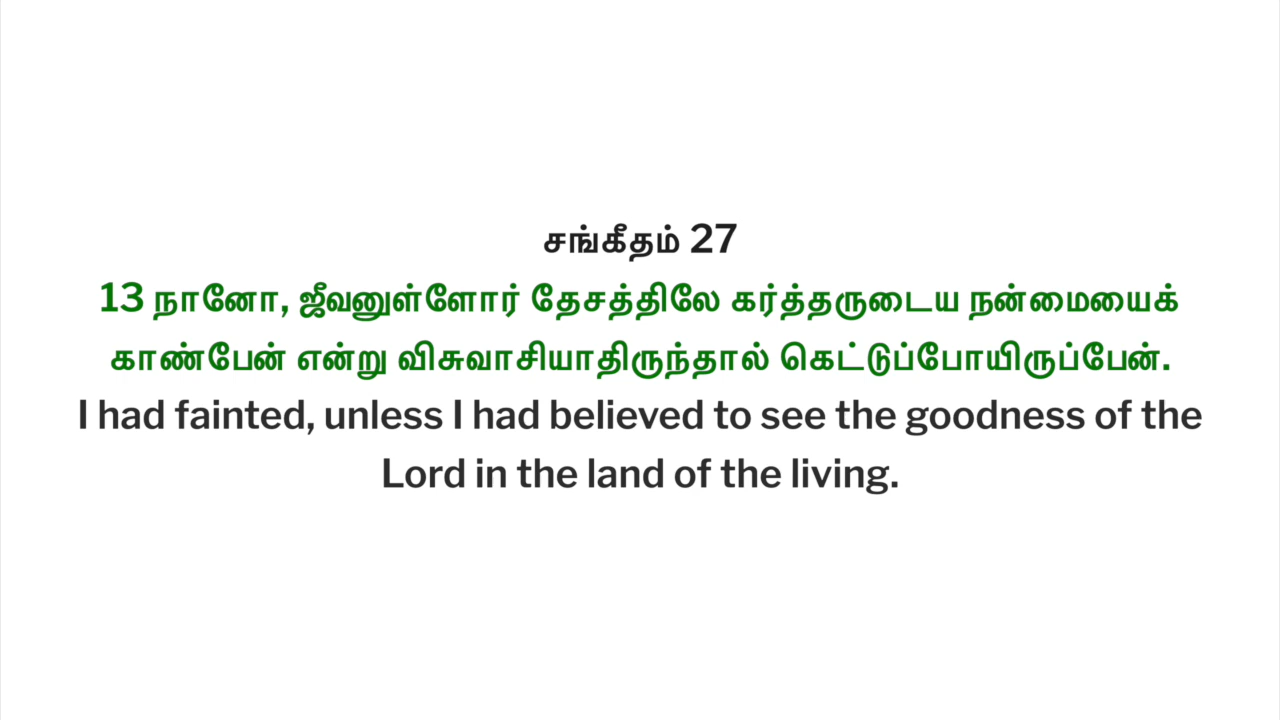 சங்கீதம் 27
13 நானோ, ஜீவனுள்ளோர் தேசத்திலே கர்த்தருடைய நன்மையைக்
காண்பேன் என்று விசுவாசியாதிருந்தால் கெட்டுப்போயிருப்பேன்.
I had fainted, unless I had believed to see the goodness of the
Lord in the land of the living.